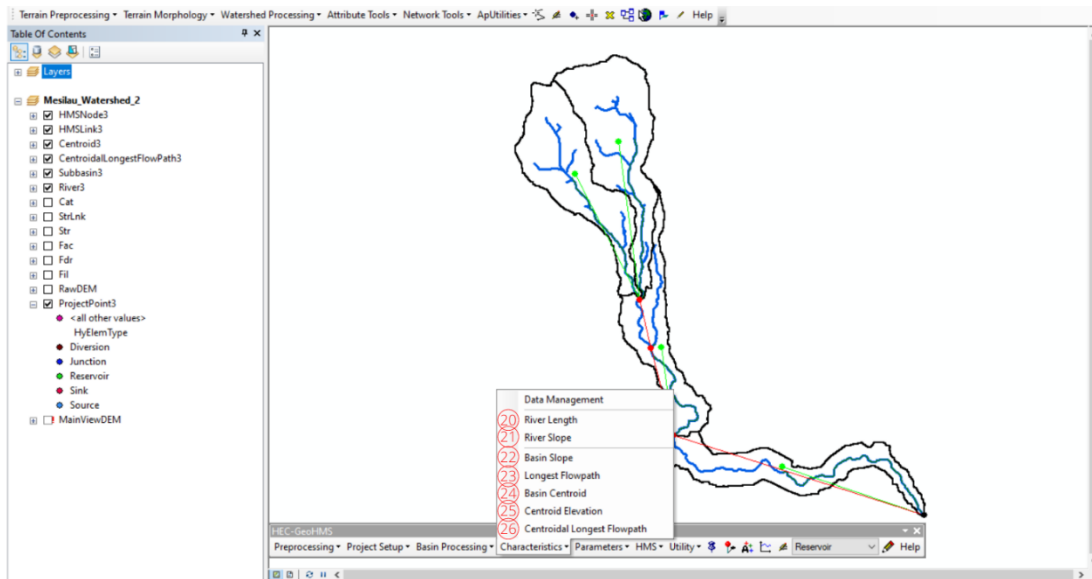 Terrain Preprocessing Terrain Morphology Watershed Processing Attribute Tools Network Tools ApUtilities Help
Table Of Contents
Layers
Mesilau_Watershed_2
HMSNode3
HMSLink3
Centroid3
CentroidalLongestFlowPath3
Subbasin3
River3
Cat
StrLnk
Str
Fac
Fdr
Fil
RawDEM
ProjectPoint3
<all other values>
HyElemType
Diversion
Junction
Reservoir
Sink
Source
MainViewDEM
Data Management
20 River Length
21 River Slope
22 Basin Slope
23 Longest Flowpath
24 Basin Centroid
25 Centroid Elevation
26 Centroidal Longest Flowpath
HEC-GeoHMS
Preprocessing Project Setup Basin Processing Characteristics Parameters HMS Utility Reservoir Help